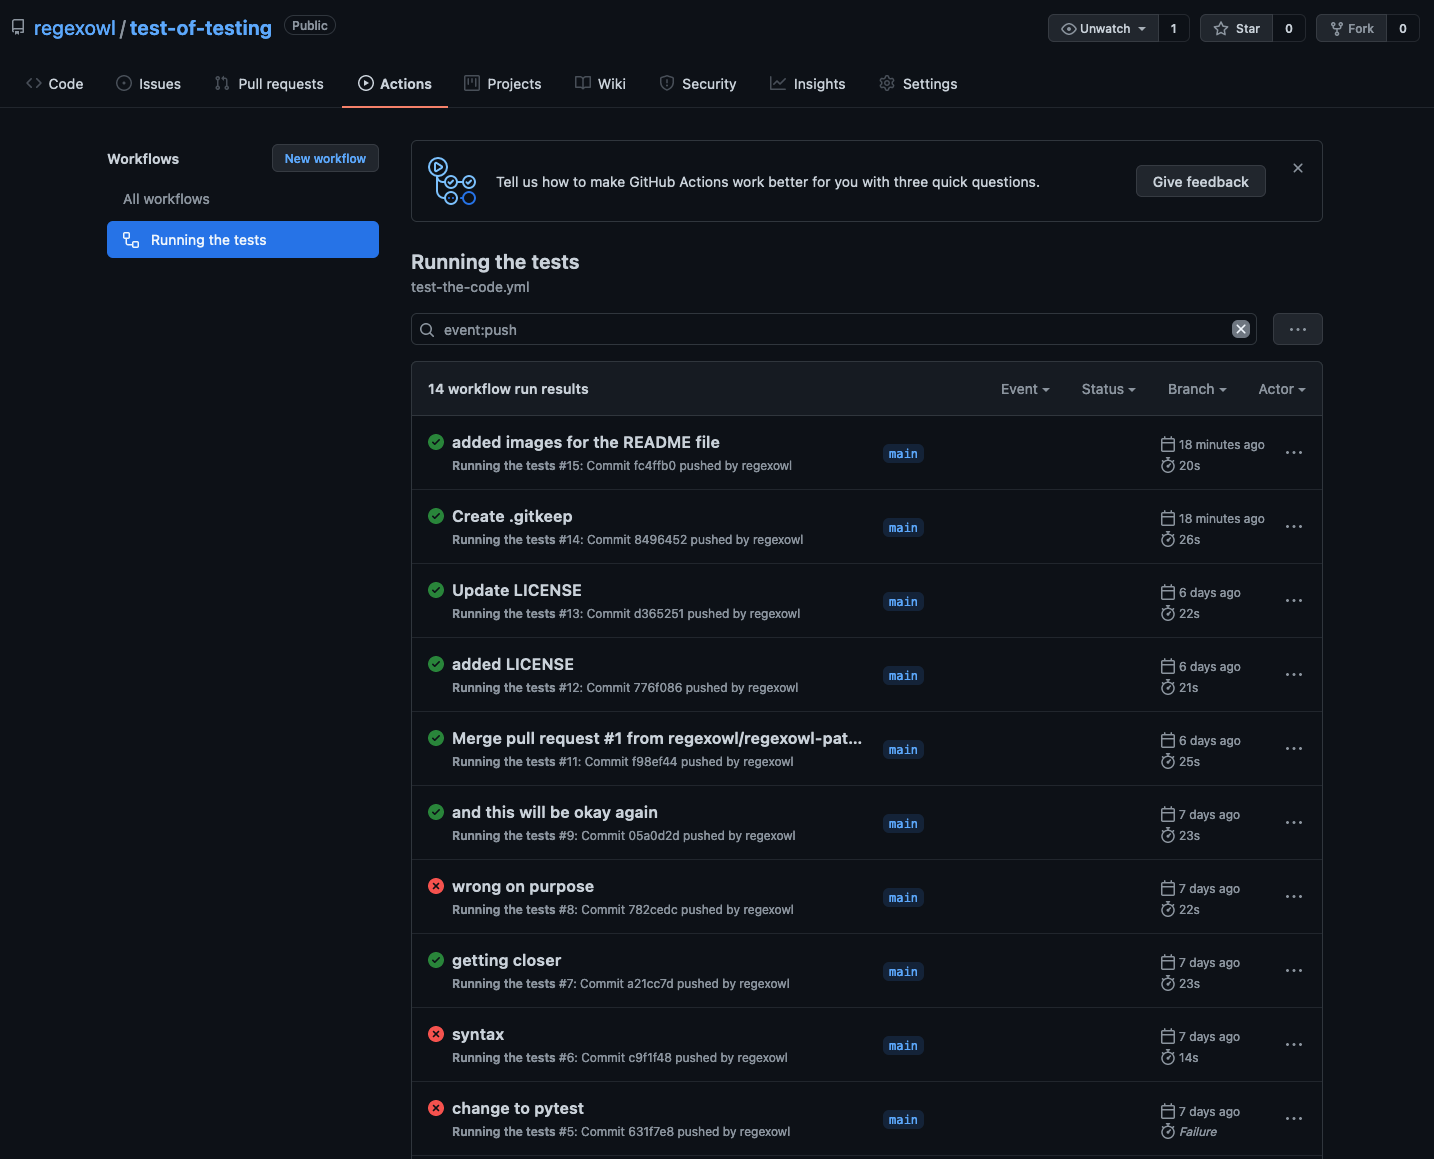 regexowl / test-of-testing Public
Unwatch 1 Star 0 Fork 0
Code Issues Pull requests Actions Projects Wiki Security Insights Settings
Workflows New workflow
All workflows
Running the tests
Tell us how to make GitHub Actions work better for you with three quick questions. Give feedback
Running the tests
test-the-code.yml
event:push
14 workflow run results Event Status Branch Actor
added images for the README file
Running the tests #15: Commit fc4ffb0 pushed by regexowl
main
18 minutes ago
20s
Create .gitkeep
Running the tests #14: Commit 8496452 pushed by regexowl
main
18 minutes ago
26s
Update LICENSE
Running the tests #13: Commit d365251 pushed by regexowl
main
6 days ago
22s
added LICENSE
Running the tests #12: Commit 776f086 pushed by regexowl
main
6 days ago
21s
Merge pull request #1 from regexowl/regexowl-pat...
Running the tests #11: Commit f98ef44 pushed by regexowl
main
6 days ago
25s
and this will be okay again
Running the tests #9: Commit 05a0d2d pushed by regexowl
main
7 days ago
23s
wrong on purpose
Running the tests #8: Commit 782cedc pushed by regexowl
main
7 days ago
22s
getting closer
Running the tests #7: Commit a21cc7d pushed by regexowl
main
7 days ago
23s
syntax
Running the tests #6: Commit c9f1f48 pushed by regexowl
main
7 days ago
14s
change to pytest
Running the tests #5: Commit 631f7e8 pushed by regexowl
main
7 days ago
Failure